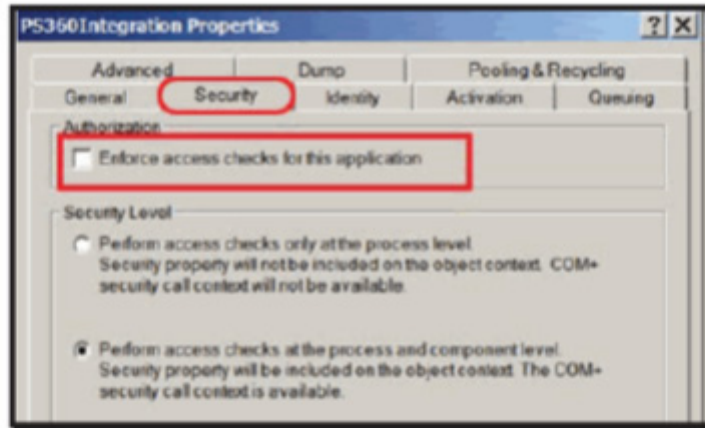 PS360Integration Properties
? X
Advanced Dump Pooling & Recycling
General Security Identity Activation Queuing
Authorization
Enforce access checks for this application
Security Level
Perform access checks only at the process level.
Security property will not be included on the object context. COM+
security call context will not be available.
Perform access checks at the process and component level.
Security property will be included on the object context. The COM+
security call context is available.